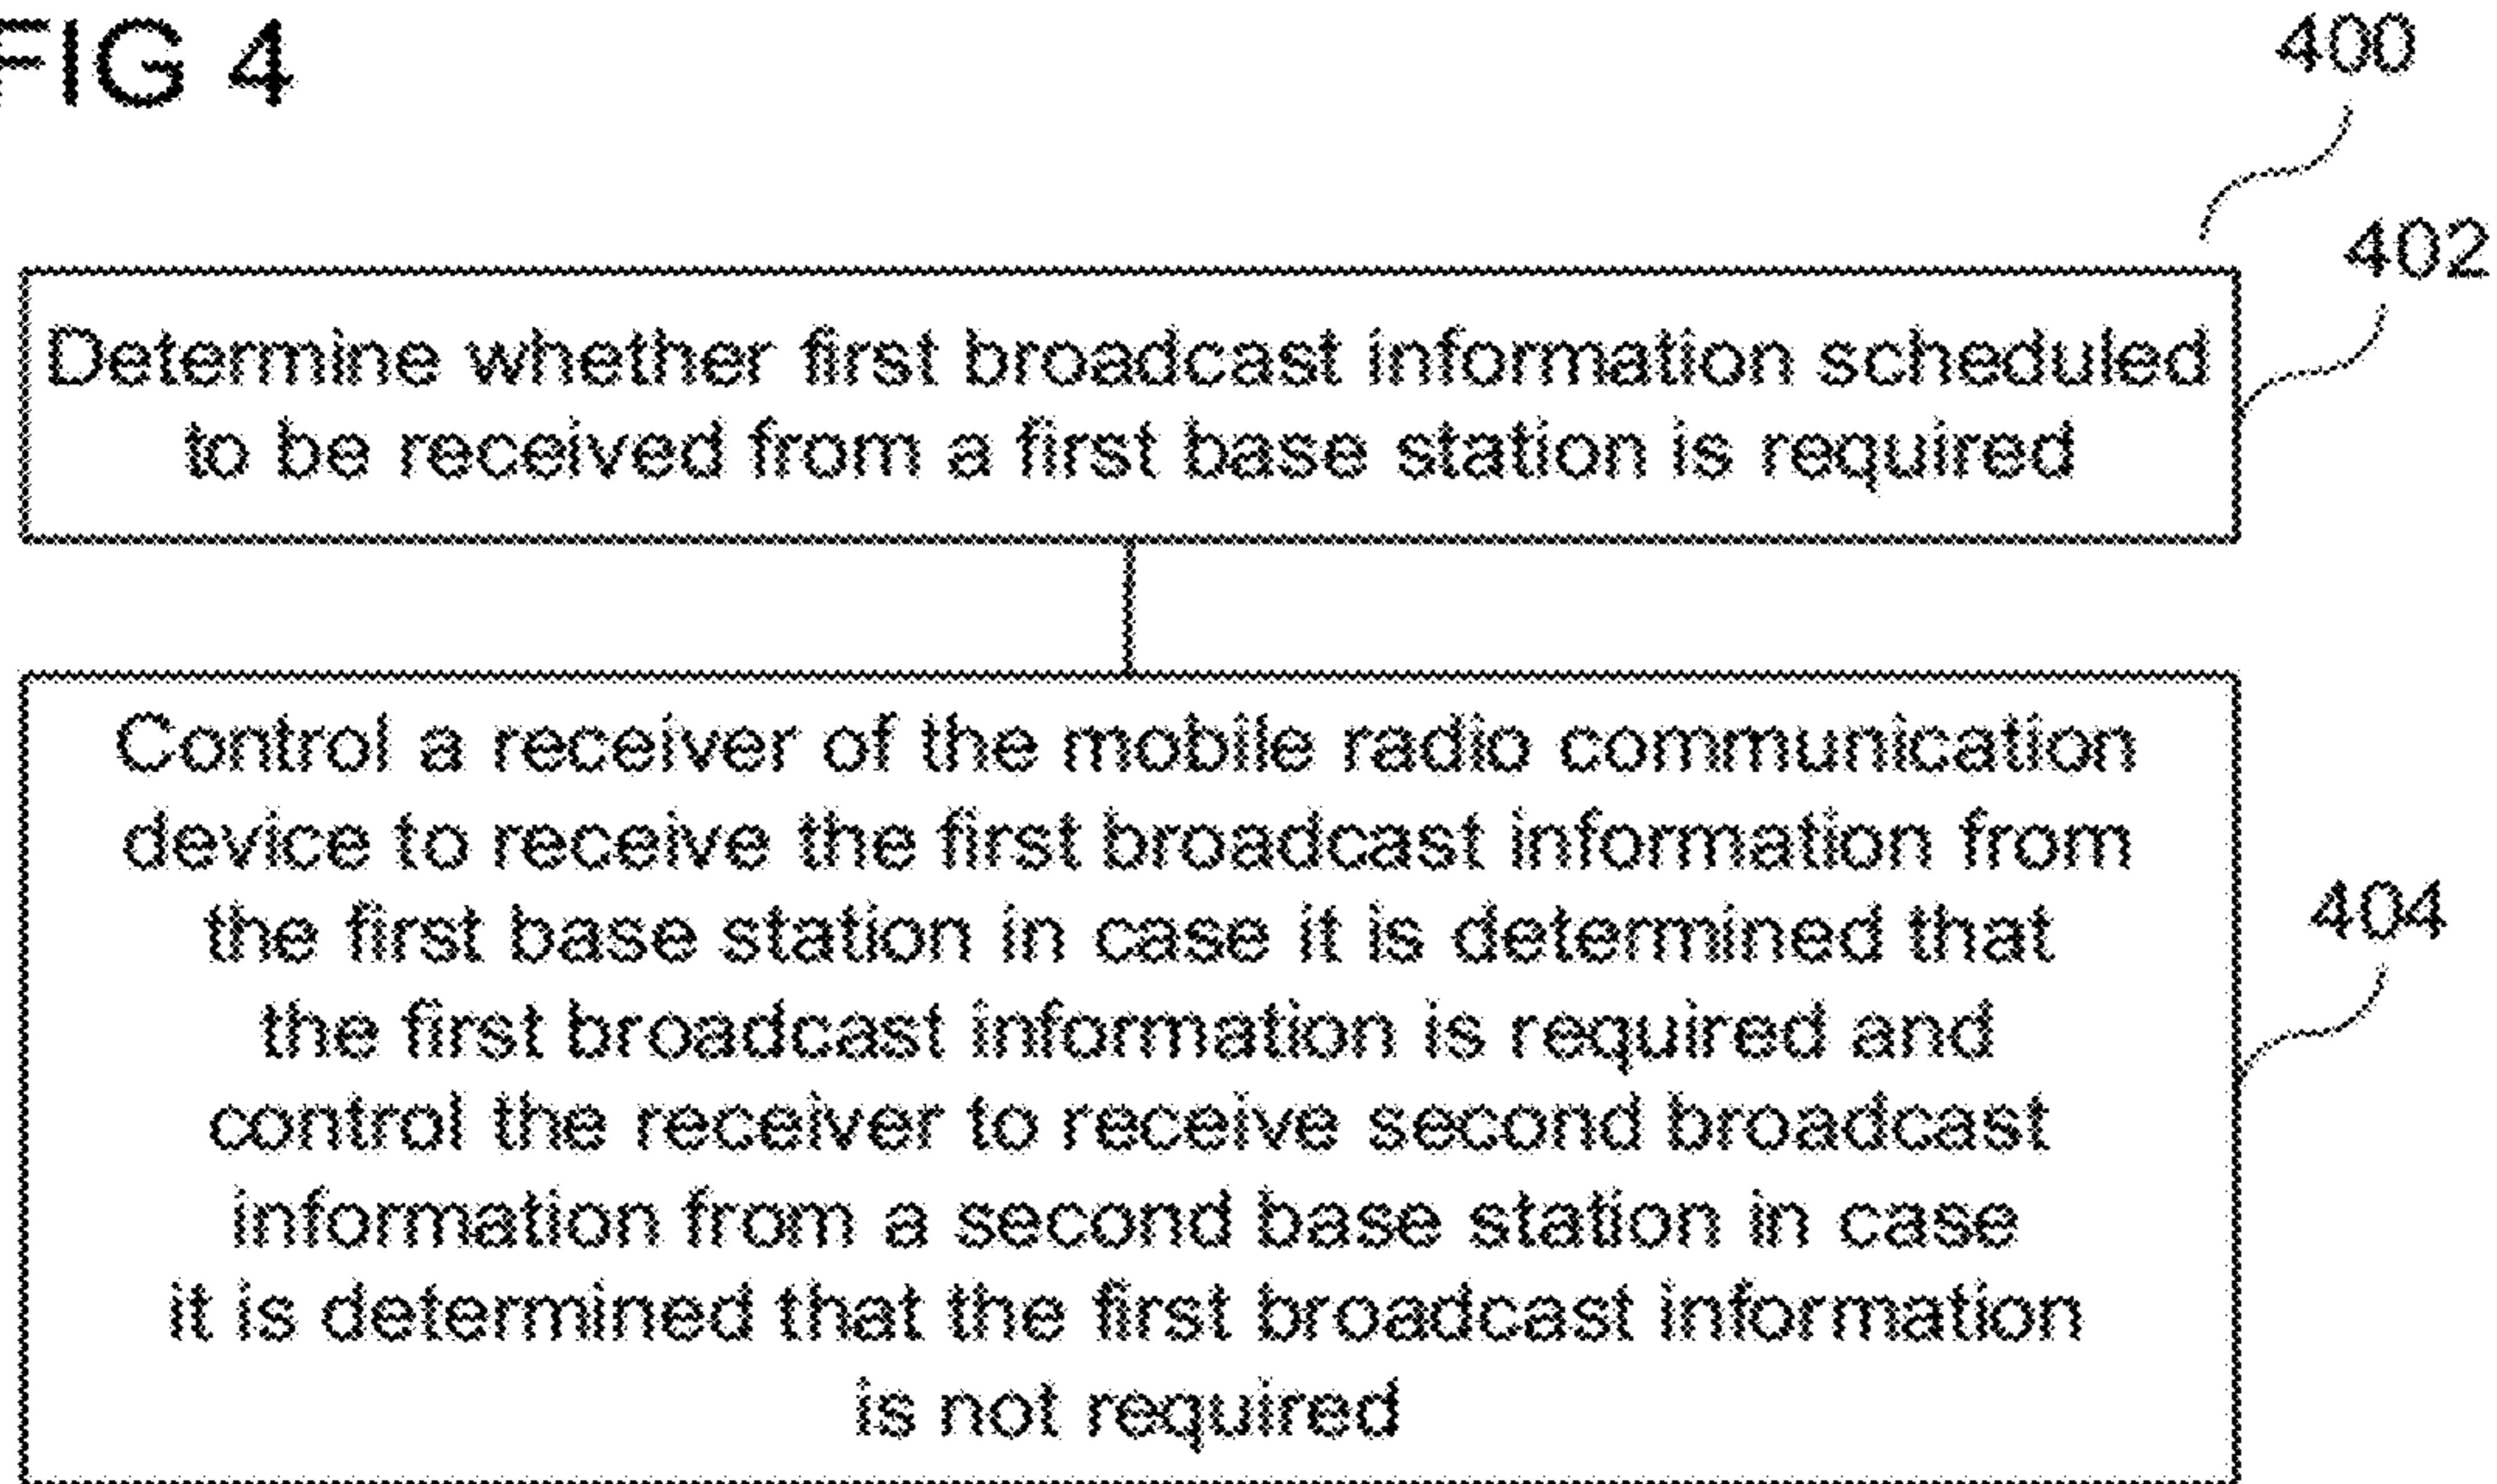 FIG 4
400
402
Determine whether first broadcast information scheduled
to be received from a first base station is required
Control a receiver of the mobile radio communication
device to receive the first broadcast information from
the first base station in case it is determined that
404
the first broadcast information is required and
control the receiver to receive second broadcast
information from a second base station in case
it is determined that the first broadcast information
is not required